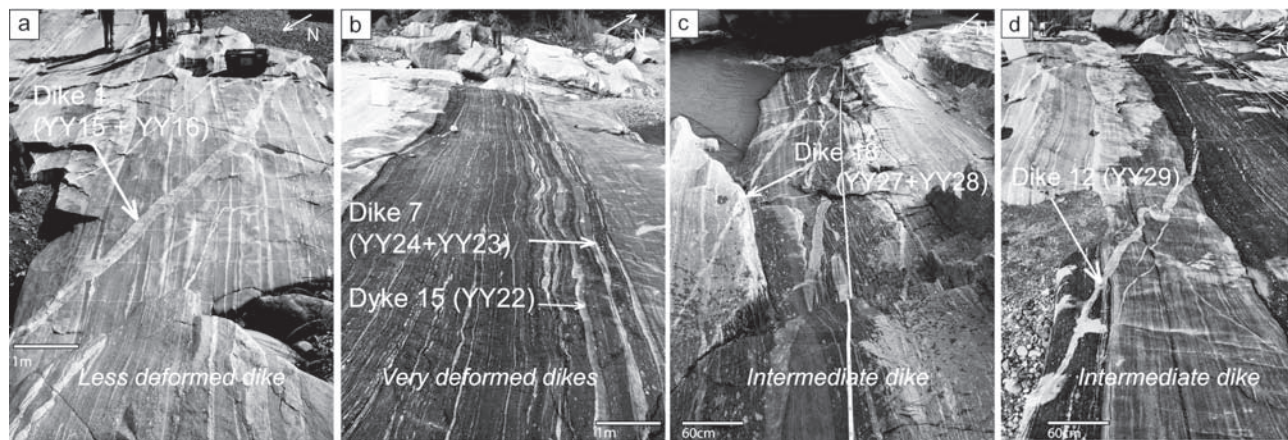 a
N
Dike 1
(YY15 + YY16)
1m
Less deformed dike
b
N
Dike 7
(YY24+YY23)
Dyke 15 (YY22)
Very deformed dikes
1m
c
N
Dike 18
(YY27+YY28)
Intermediate dike
60cm
d
N
Dike 12 (YY29)
Intermediate dike
60cm